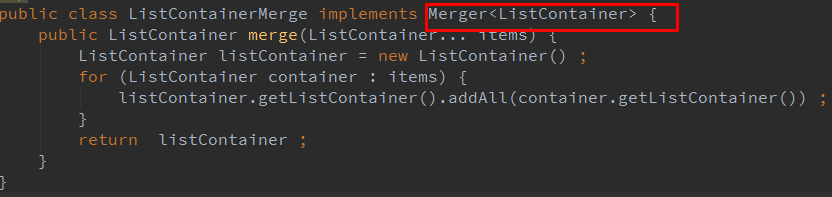 public class ListContainerMerge implements Merger<ListContainer> {
    public ListContainer merge(ListContainer... items) {
        ListContainer listContainer = new ListContainer() ;
        for (ListContainer container : items) {
            listContainer.getListContainer().addAll(container.getListContainer()) ;
        }
        return  listContainer ;
    }
}